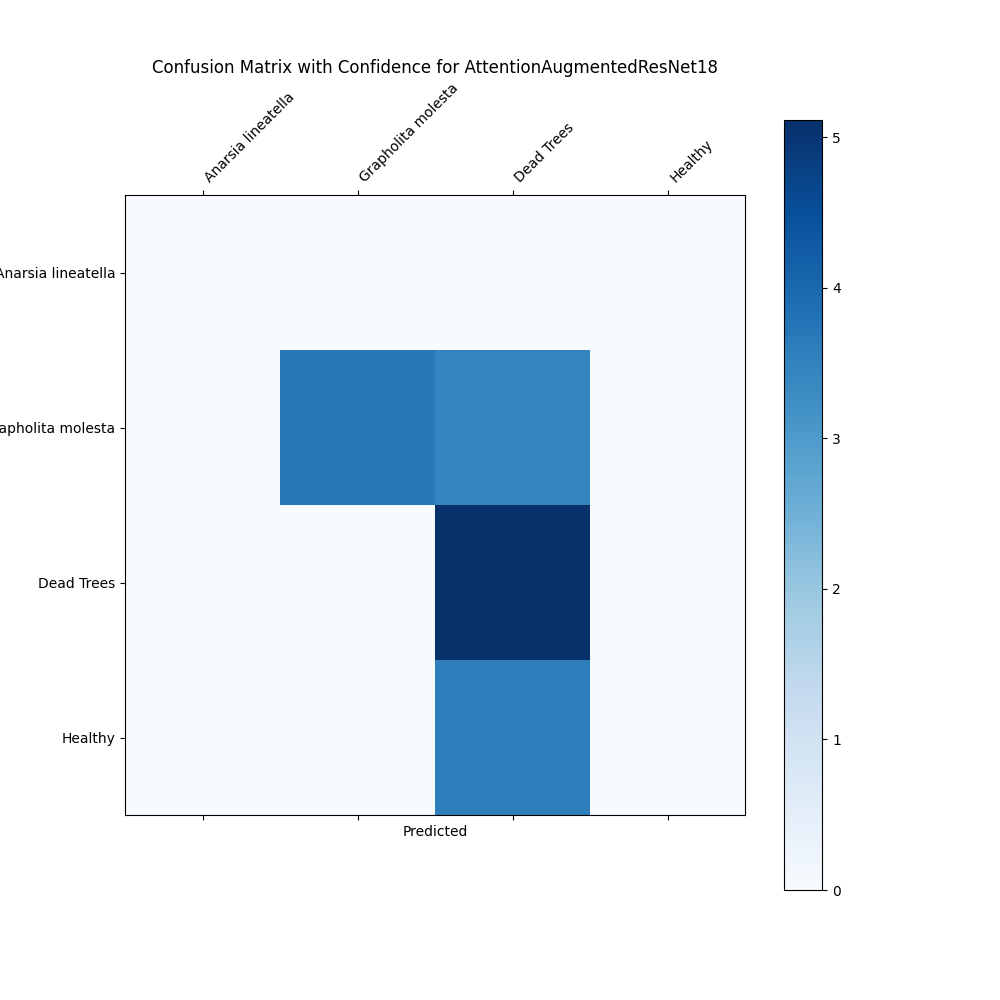 Confusion Matrix with Confidence for AttentionAugmentedResNet18
Anarsia lineatella
Grapholita molesta
Dead Trees
Healthy
Anarsia lineatella
apholita molesta
Dead Trees
Healthy
Predicted
5
4
3
2
1
0